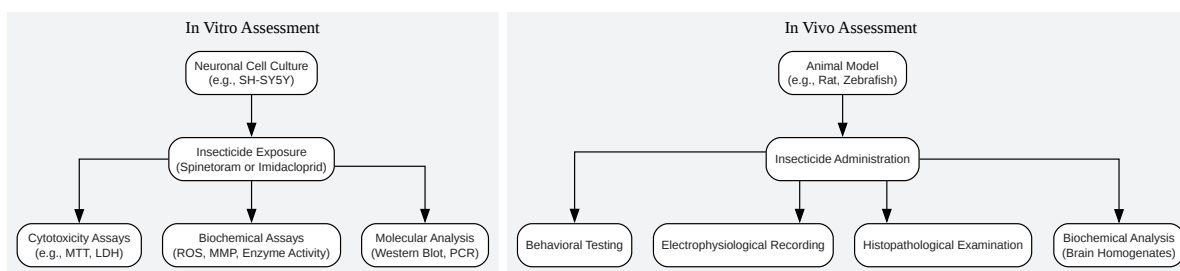 In Vitro Assessment
Neuronal Cell Culture
(e.g., SH-SY5Y)
Insecticide Exposure
(Spinetoram or Imidacloprid)
Cytotoxicity Assays
(e.g., MTT, LDH)
Biochemical Assays
(ROS, MMP, Enzyme Activity)
Molecular Analysis
(Western Blot, PCR)
In Vivo Assessment
Animal Model
(e.g., Rat, Zebrafish)
Insecticide Administration
Behavioral Testing
Electrophysiological Recording
Histopathological Examination
Biochemical Analysis
(Brain Homogenates)